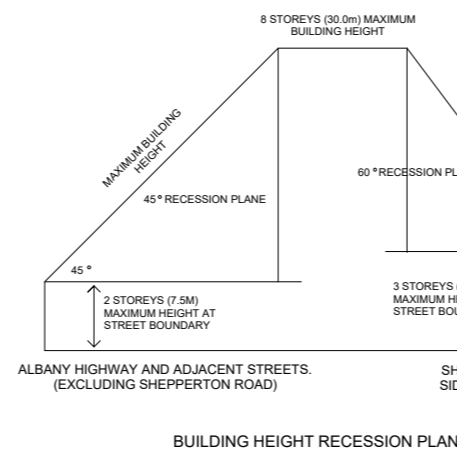 8 STOREYS (30.0m) MAXIMUM
BUILDING HEIGHT
MAXIMUM BUILDING
HEIGHT
45° RECESSION PLANE
60° RECESSION PL
45°
2 STOREYS (7.5M)
MAXIMUM HEIGHT AT
STREET BOUNDARY
3 STOREYS (
MAXIMUM HE
STREET BOU
ALBANY HIGHWAY AND ADJACENT STREETS.
(EXCLUDING SHEPPERTON ROAD)
SH
SID
BUILDING HEIGHT RECESSION PLAN